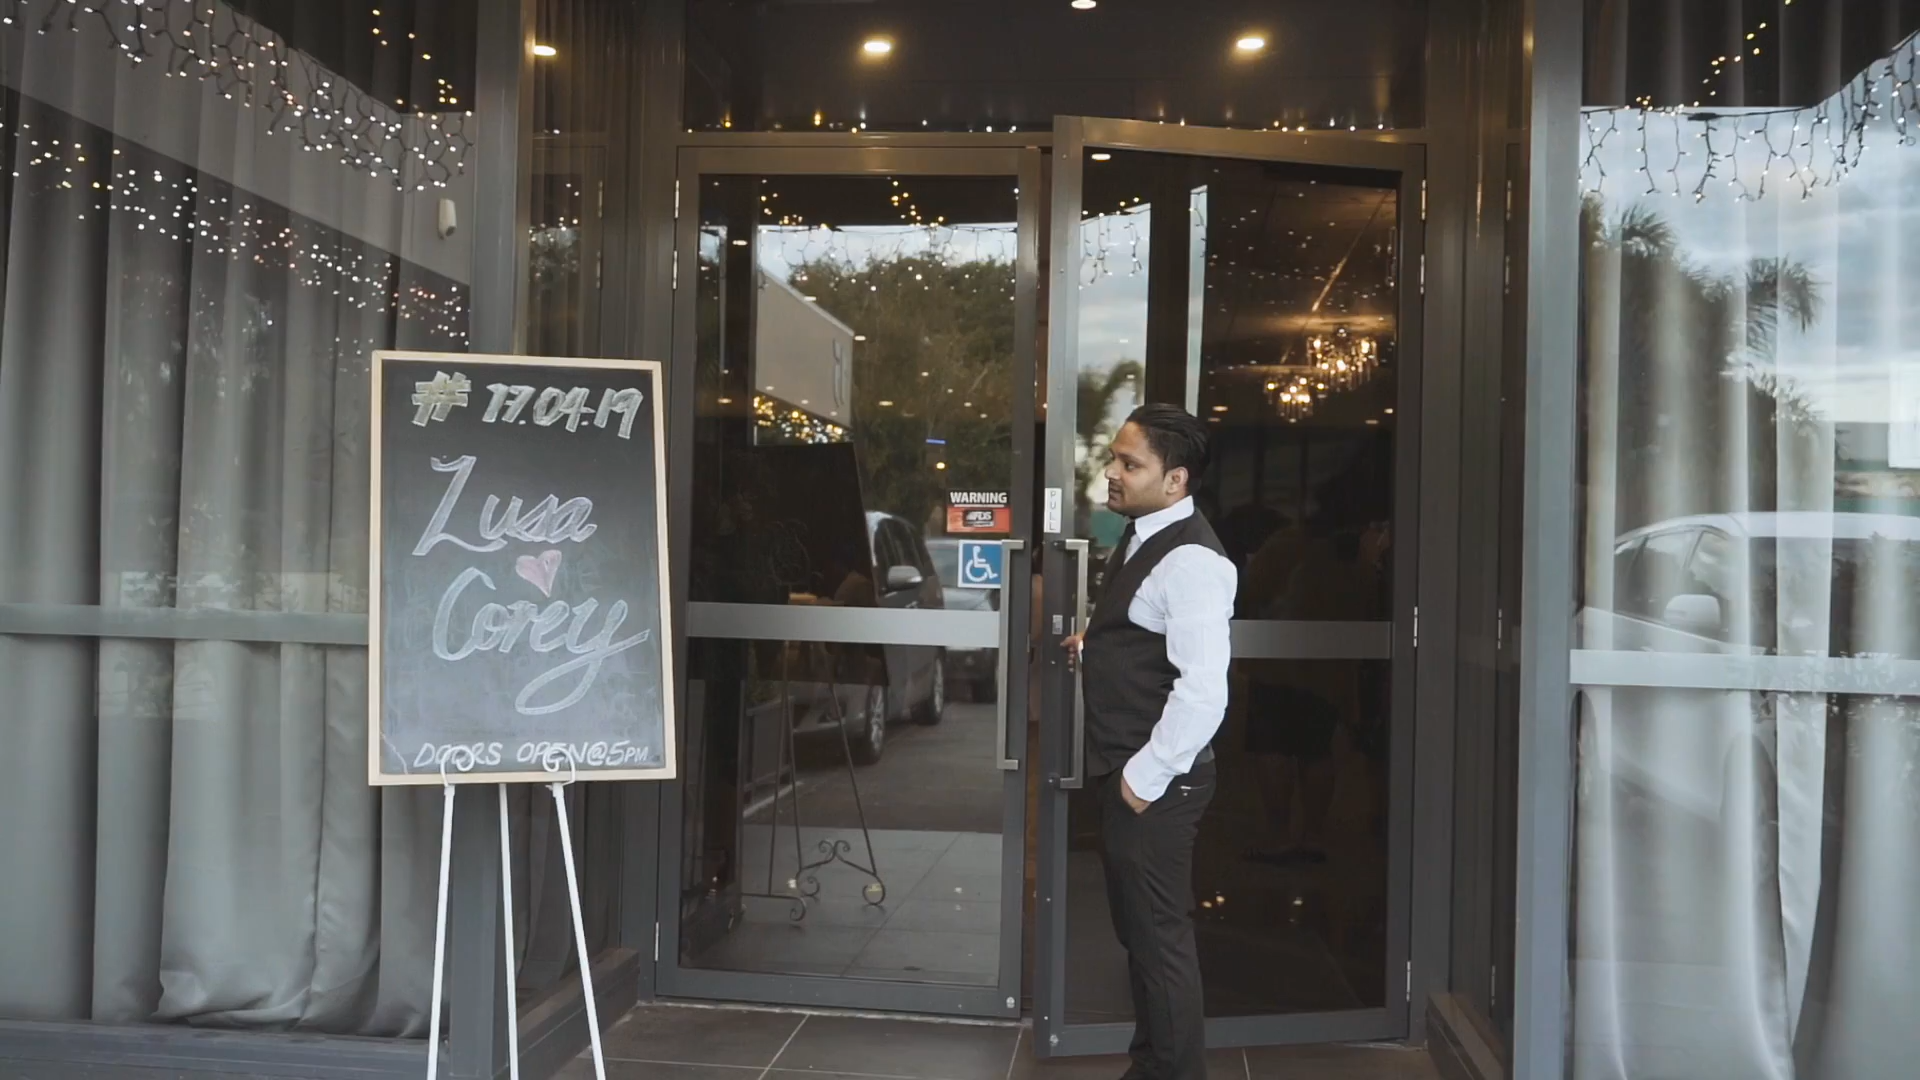 # 17.04.19
Lusa
Corey
DOORS OPEN@5PM
WARNING
PULL